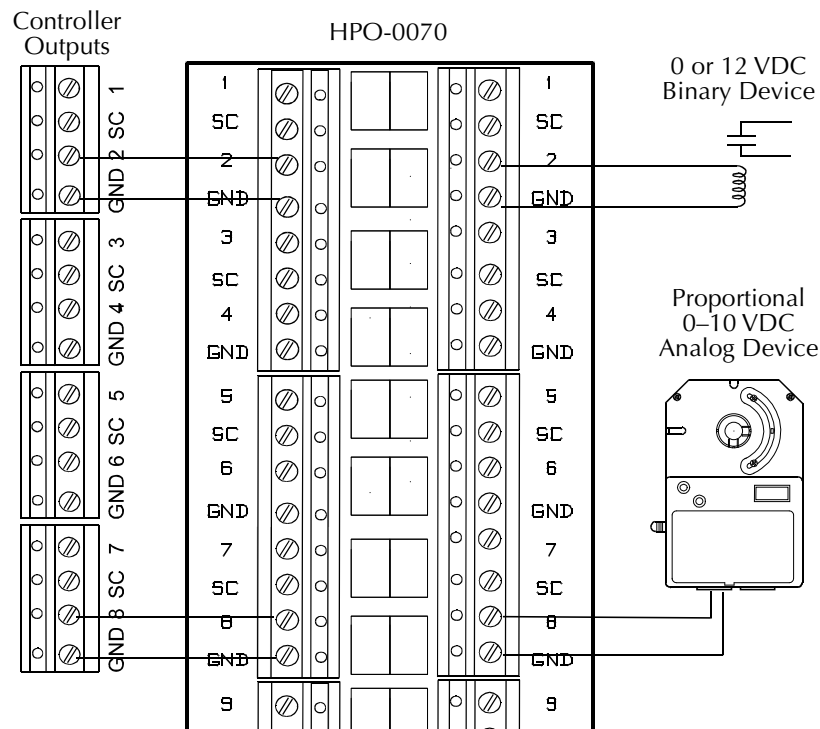 Controller
Outputs
HPO-0070
0 or 12 VDC
Binary Device
Proportional
0–10 VDC
Analog Device
1
SC
2
GND
3
SC
4
GND
5
SC
6
GND
7
SC
8
GND
1
SC
2
GND
3
SC
4
GND
5
SC
6
GND
7
SC
8
GND
9
1
SC
2
GND
3
SC
4
GND
5
SC
6
GND
7
SC
8
GND
9